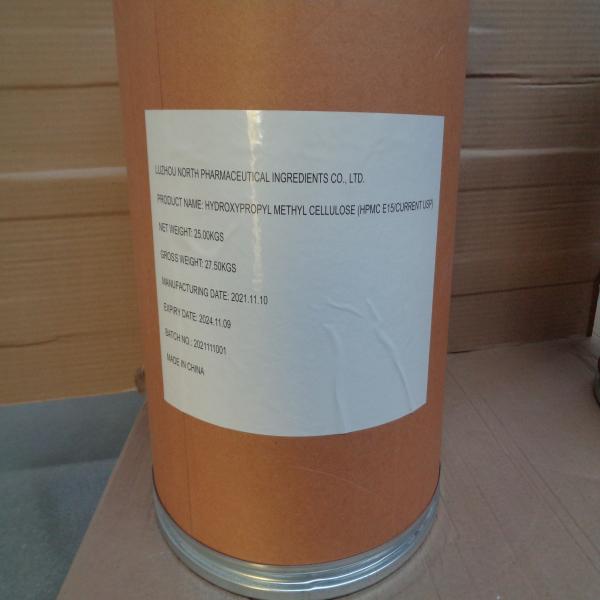 LUZHOU NORTH PHARMACEUTICAL INGREDIENTS CO., LTD.
PRODUCT NAME: HYDROXYPROPYL METHYL CELLULOSE (HPMC E15/CURRENT USP)
NET WEIGHT: 25.00KGS
GROSS WEIGHT: 27.50KGS
MANUFACTURING DATE: 2021.11.10
EXPIRY DATE: 2024.11.09
BATCH NO.: 2021111001
MADE IN CHINA